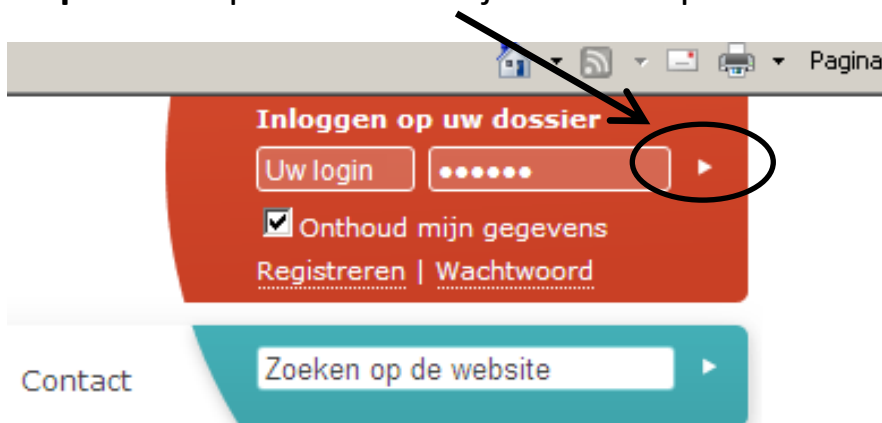 Pagina
Inloggen op uw dossier
Uw login ••••••
Onthoud mijn gegevens
Registreren | Wachtwoord
Contact
Zoeken op de website